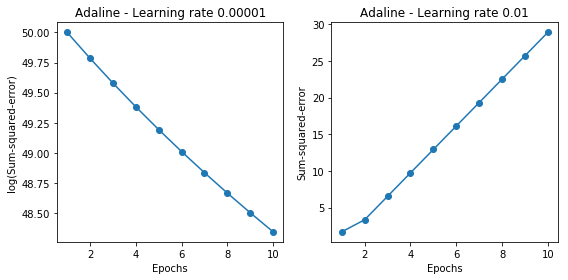 Adaline - Learning rate 0.00001
50.00
49.75
49.50
49.25
49.00
48.75
48.50
log(Sum-squared-error)
2 4 6 8 10
Epochs
Adaline - Learning rate 0.01
30
25
20
15
10
5
Sum-squared-error
2 4 6 8 10
Epochs